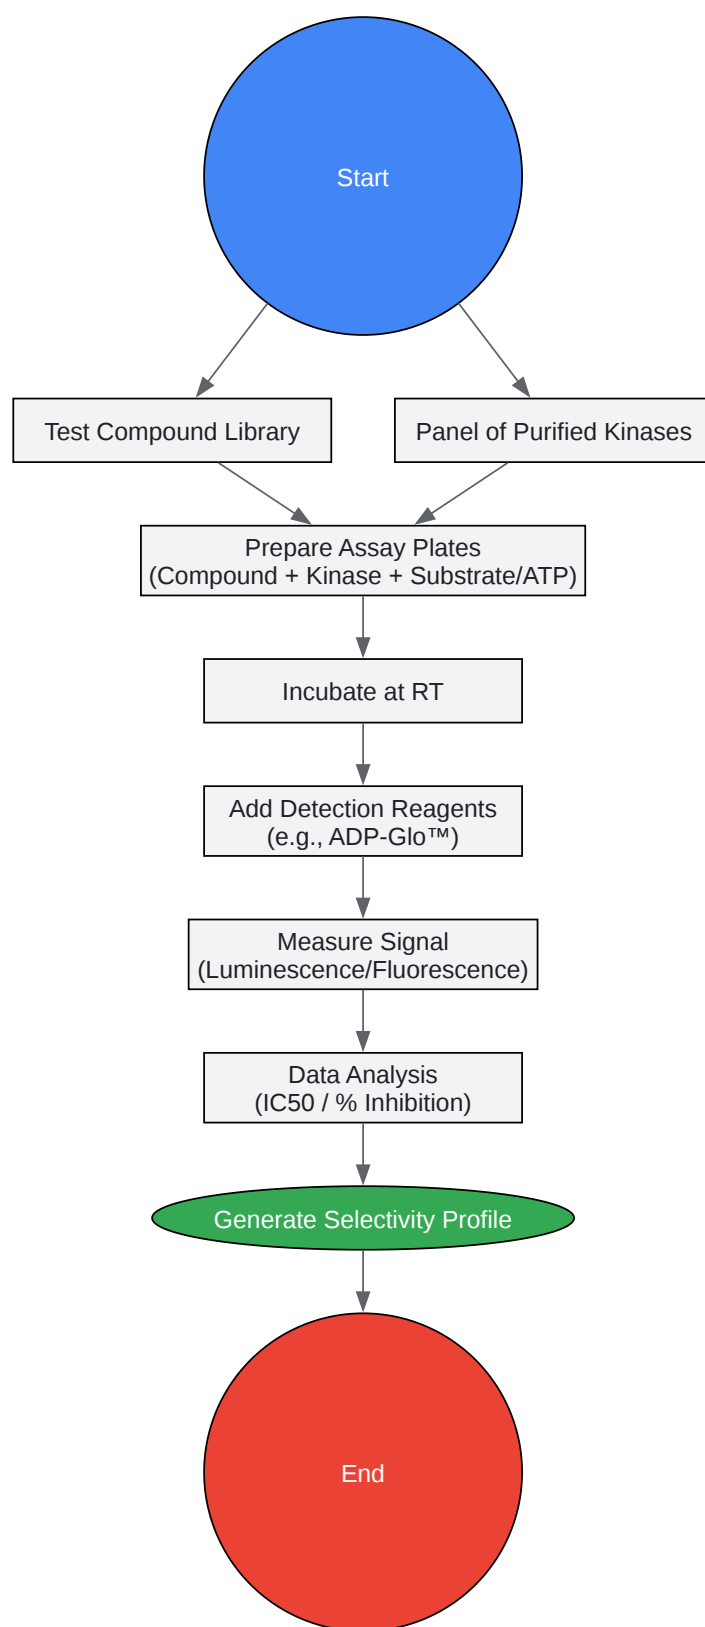 Start
Test Compound Library
Panel of Purified Kinases
Prepare Assay Plates
(Compound + Kinase + Substrate/ATP)
Incubate at RT
Add Detection Reagents
(e.g., ADP-Glo™)
Measure Signal
(Luminescence/Fluorescence)
Data Analysis
(IC50 / % Inhibition)
Generate Selectivity Profile
End